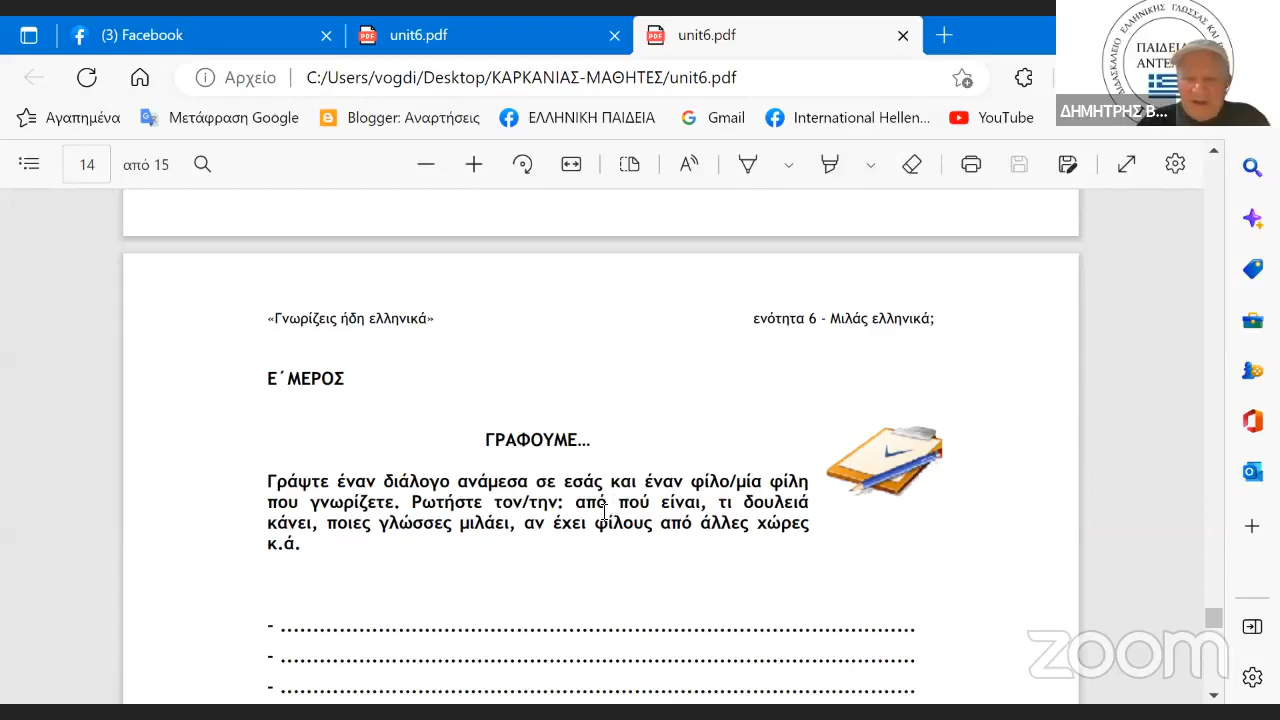 (3) Facebook
unit6.pdf
unit6.pdf
Αρχείο
C:/Users/vogdi/Desktop/ΚΑΡΚΑΝΙΑΣ-ΜΑΘΗΤΕΣ/unit6.pdf
Αγαπημένα
Μετάφραση Google
Blogger: Αναρτήσεις
ΕΛΛΗΝΙΚΗ ΠΑΙΔΕΙΑ
Gmail
International Hellen...
YouTube
ΔΗΜΗΤΡΗΣ Β...
14 από 15
«Γνωρίζεις ήδη ελληνικά»
ενότητα 6 - Μιλάς ελληνικά;
Ε΄ ΜΕΡΟΣ
ΓΡΑΦΟΥΜΕ...
Γράψτε έναν διάλογο ανάμεσα σε εσάς και έναν φίλο/μία φίλη
που γνωρίζετε. Ρωτήστε τον/την: από πού είναι, τι δουλειά
κάνει, ποιες γλώσσες μιλάει, αν έχει φίλους από άλλες χώρες
κ.ά.
zoom